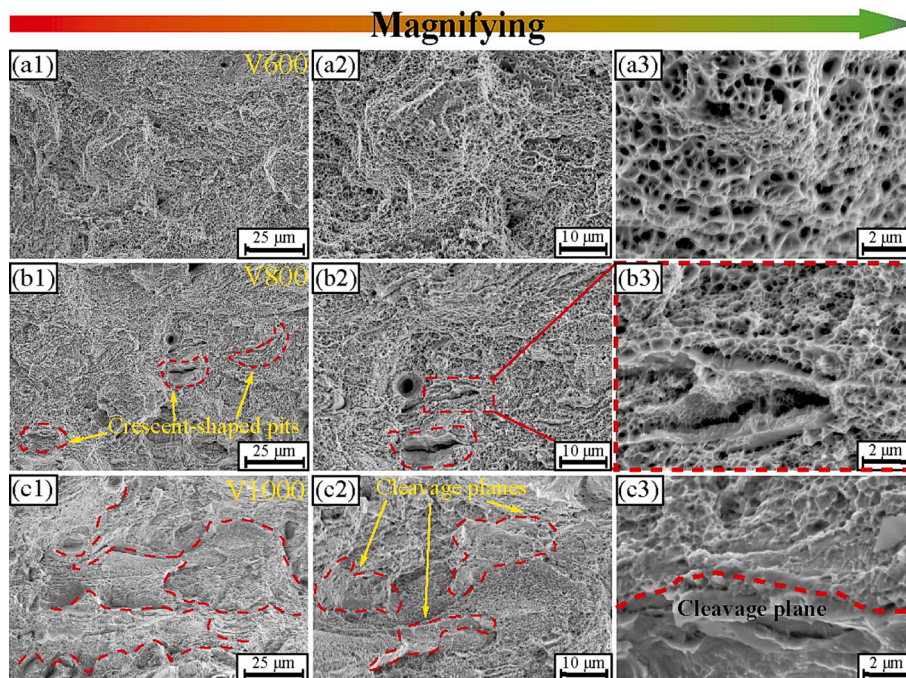 Magnifying
(a1)
V600
25 μm
(a2)
10 μm
(a3)
2 μm
(b1)
V800
Crescent-shaped pits
25 μm
(b2)
10 μm
(b3)
2 μm
(c1)
V1000
25 μm
(c2)
Cleavage planes
10 μm
(c3)
Cleavage plane
2 μm